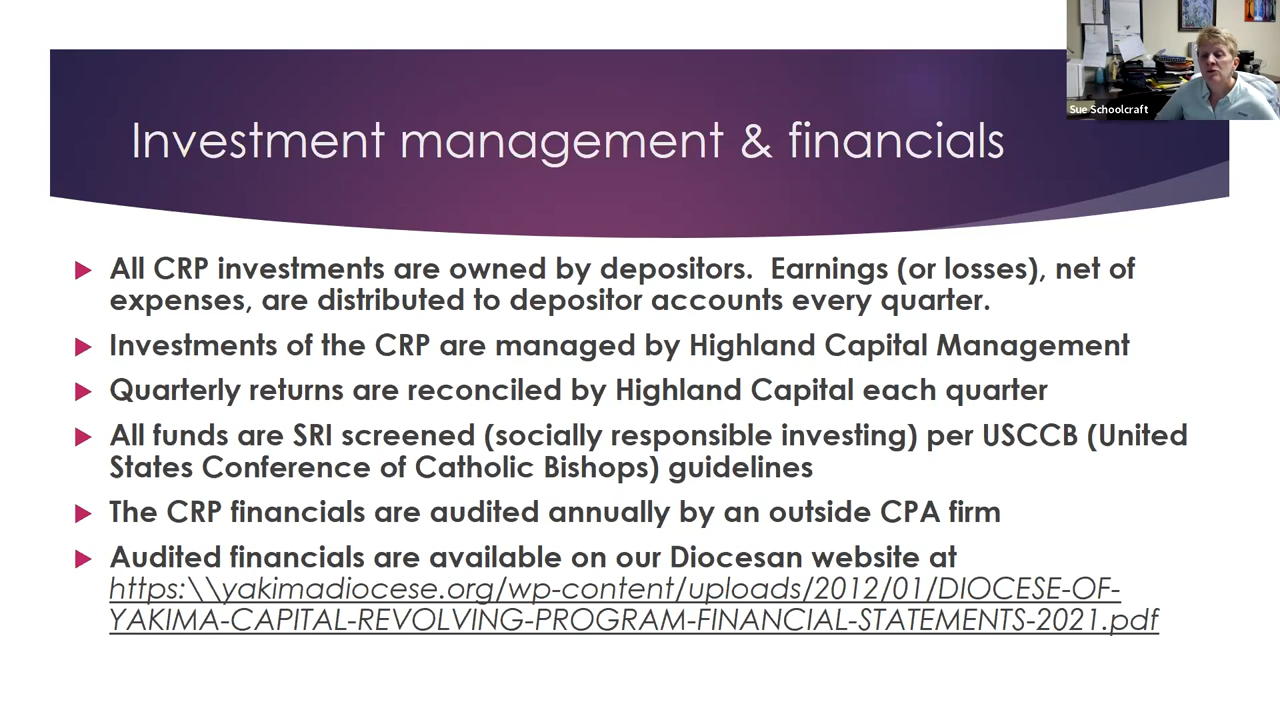 Sue Schoolcraft
Investment management & financials
All CRP investments are owned by depositors.  Earnings (or losses), net of
expenses, are distributed to depositor accounts every quarter.
Investments of the CRP are managed by Highland Capital Management
Quarterly returns are reconciled by Highland Capital each quarter
All funds are SRI screened (socially responsible investing) per USCCB (United
States Conference of Catholic Bishops) guidelines
The CRP financials are audited annually by an outside CPA firm
Audited financials are available on our Diocesan website at
https:\\yakimadiocese.org/wp-content/uploads/2012/01/DIOCESE-OF-
YAKIMA-CAPITAL-REVOLVING-PROGRAM-FINANCIAL-STATEMENTS-2021.pdf